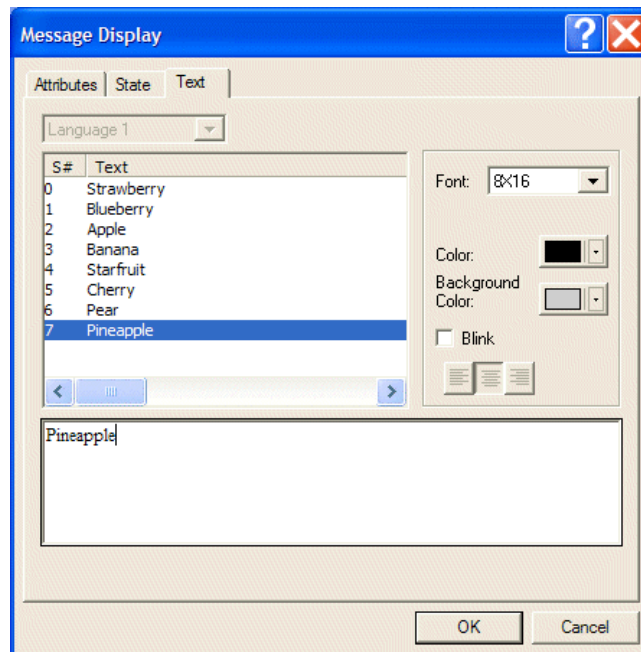 Message Display
Attributes State Text
Language 1
S# Text
0 Strawberry
1 Blueberry
2 Apple
3 Banana
4 Starfruit
5 Cherry
6 Pear
7 Pineapple
Font: 8X16
Color:
Background
Color:
Blink
Pineapple
OK Cancel